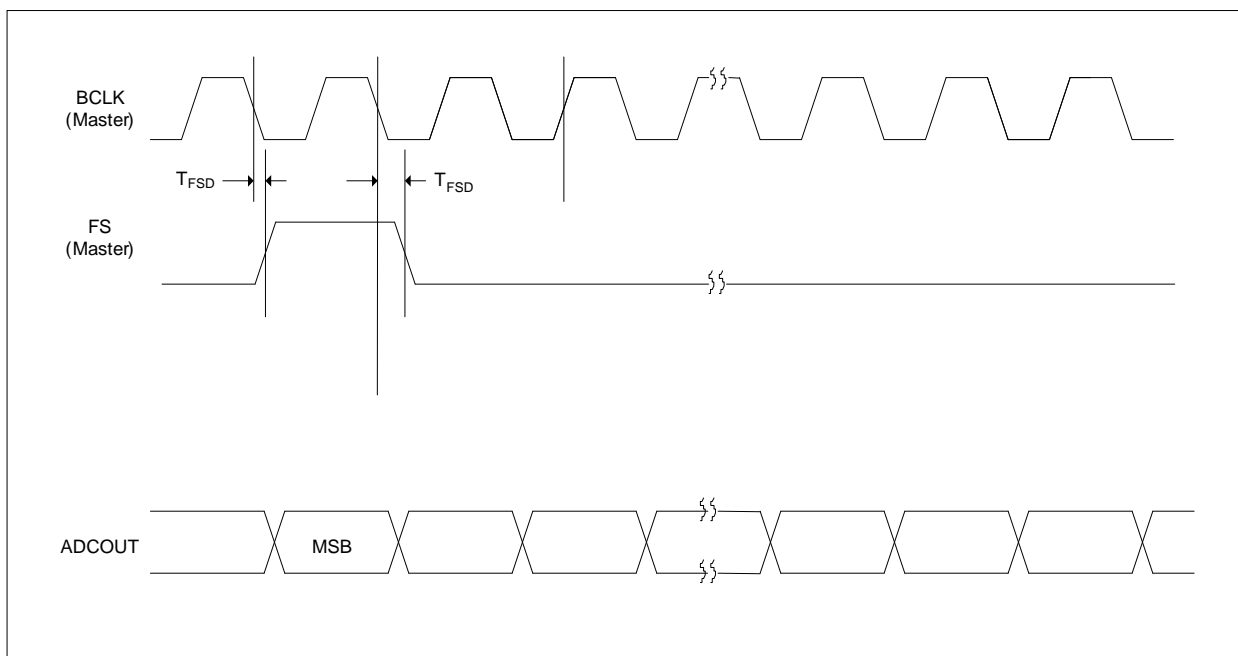 BCLK
(Master)
TFSD
TFSD
FS
(Master)
ADCOUT
MSB